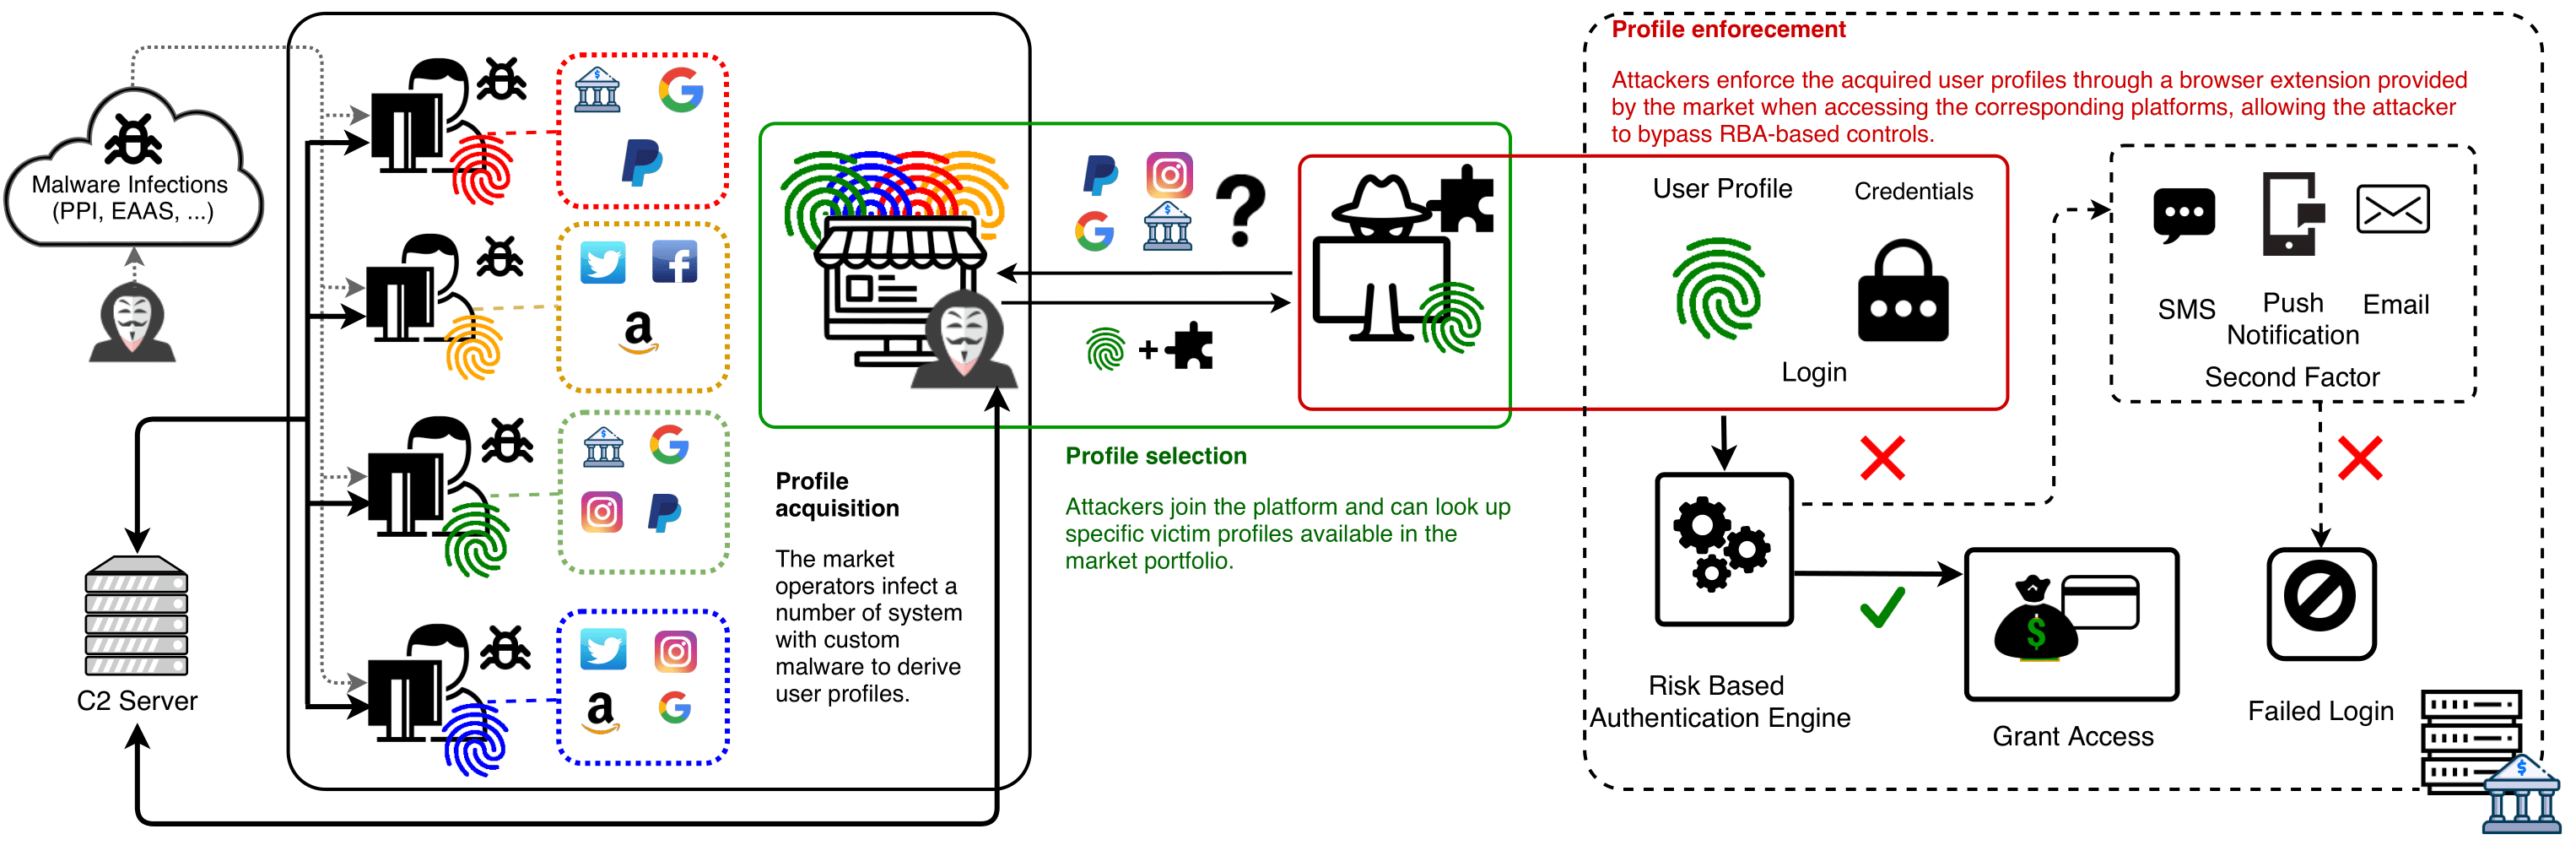 Malware Infections
(PPI, EAAS, ...)
C2 Server
Profile
acquisition
The market
operators infect a
number of system
with custom
malware to derive
user profiles.
Profile selection
Attackers join the platform and can look up
specific victim profiles available in the
market portfolio.
Profile enforecement
Attackers enforce the acquired user profiles through a browser extension provided
by the market when accessing the corresponding platforms, allowing the attacker
to bypass RBA-based controls.
User Profile
Credentials
Login
SMS
Push
Notification
Email
Second Factor
Risk Based
Authentication Engine
Grant Access
Failed Login